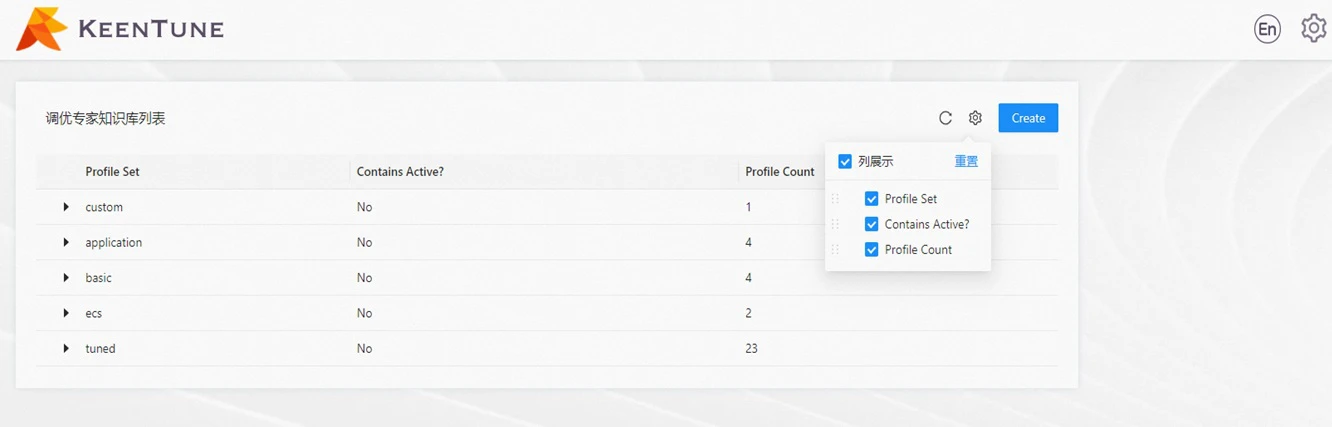 KEENTUNE
En
调优专家知识库列表
Create
列展示 重置
Profile Set Contains Active? Profile Count
Profile Set
Contains Active?
Profile Count
custom No 1
application No 4
basic No 4
ecs No 2
tuned No 23